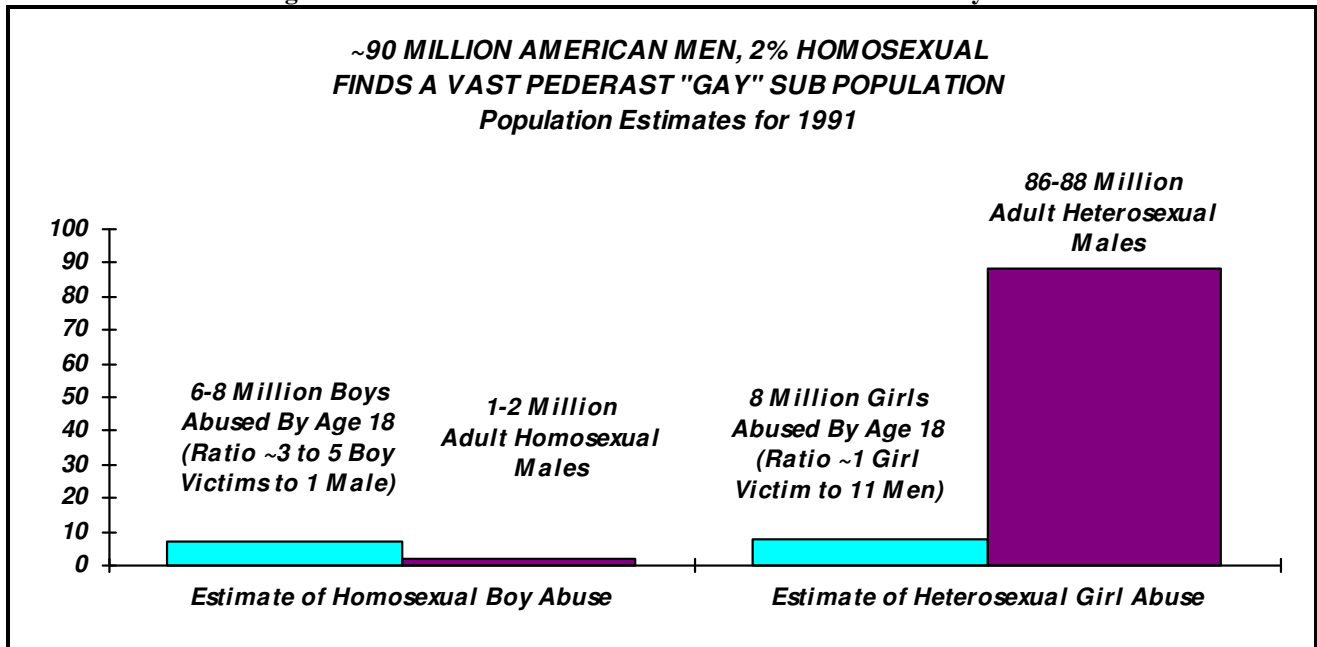 ~90 MILLION AMERICAN MEN, 2% HOMOSEXUAL
FINDS A VAST PEDERAST "GAY" SUB POPULATION
Population Estimates for 1991
86-88 Million
Adult Heterosexual
Males
100
90
80
70
60
50
40
30
20
10
0
6-8 Million Boys
Abused By Age 18
(Ratio ~3 to 5 Boy
Victims to 1 Male)
1-2 Million
Adult Homosexual
Males
8 Million Girls
Abused By Age 18
(Ratio ~1 Girl
Victim to 11 Men)
Estimate of Homosexual Boy Abuse
Estimate of Heterosexual Girl Abuse